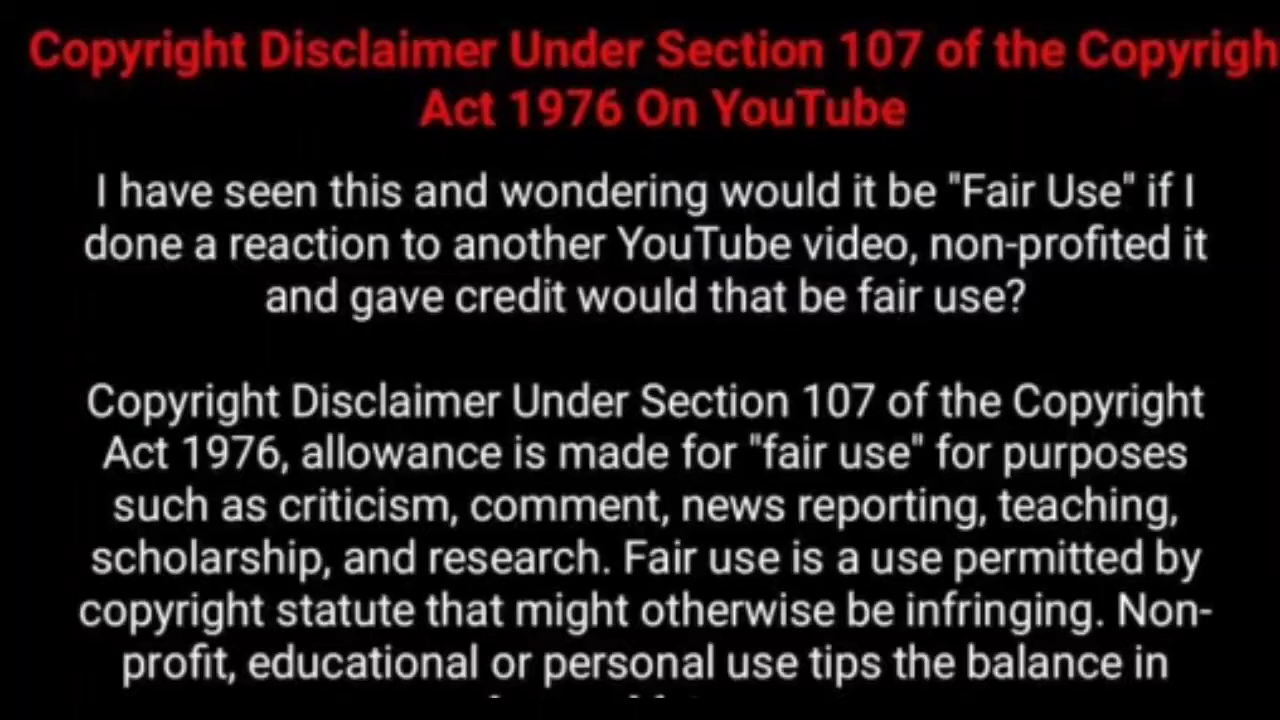 Copyright Disclaimer Under Section 107 of the Copyrigh
Act 1976 On YouTube
I have seen this and wondering would it be "Fair Use" if I
done a reaction to another YouTube video, non-profited it
and gave credit would that be fair use?
Copyright Disclaimer Under Section 107 of the Copyright
Act 1976, allowance is made for "fair use" for purposes
such as criticism, comment, news reporting, teaching,
scholarship, and research. Fair use is a use permitted by
copyright statute that might otherwise be infringing. Non-
profit, educational or personal use tips the balance in